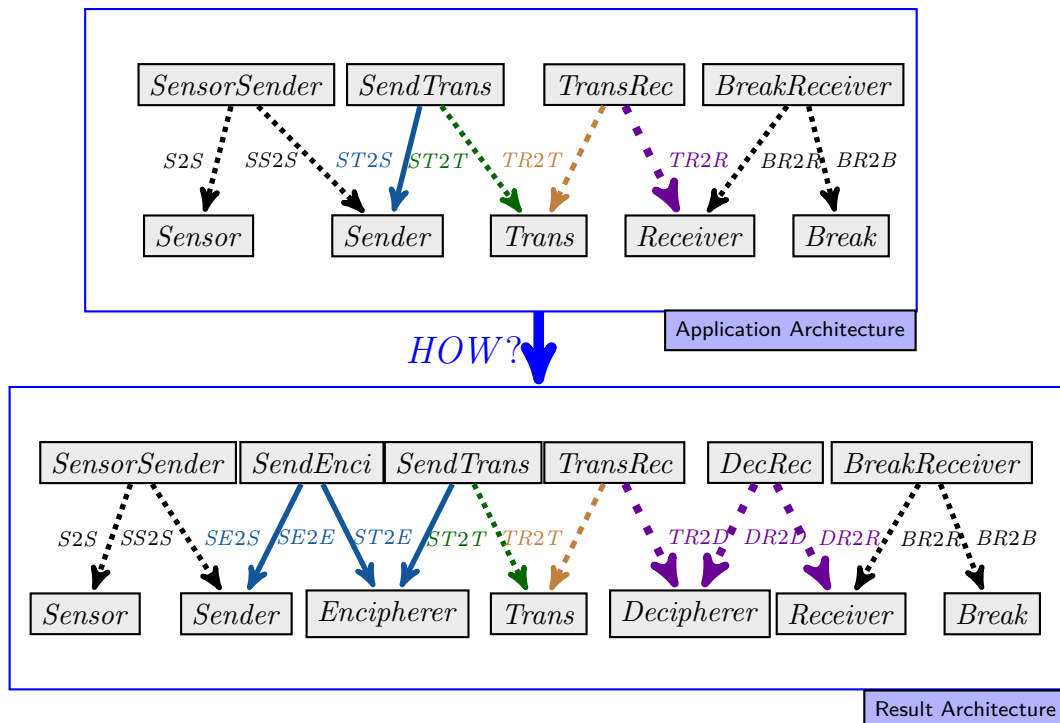 SensorSender SendTrans TransRec BreakReceiver
S2S SS2S ST2S ST2T TR2T TR2R BR2R BR2B
Sensor Sender Trans Receiver Break
Application Architecture
HOW?
SensorSender SendEnci SendTrans TransRec DecRec BreakReceiver
S2S SS2S SE2S SE2E ST2E ST2T TR2T TR2D DR2D DR2R BR2R BR2B
Sensor Sender Encipherer Trans Decipherer Receiver Break
Result Architecture